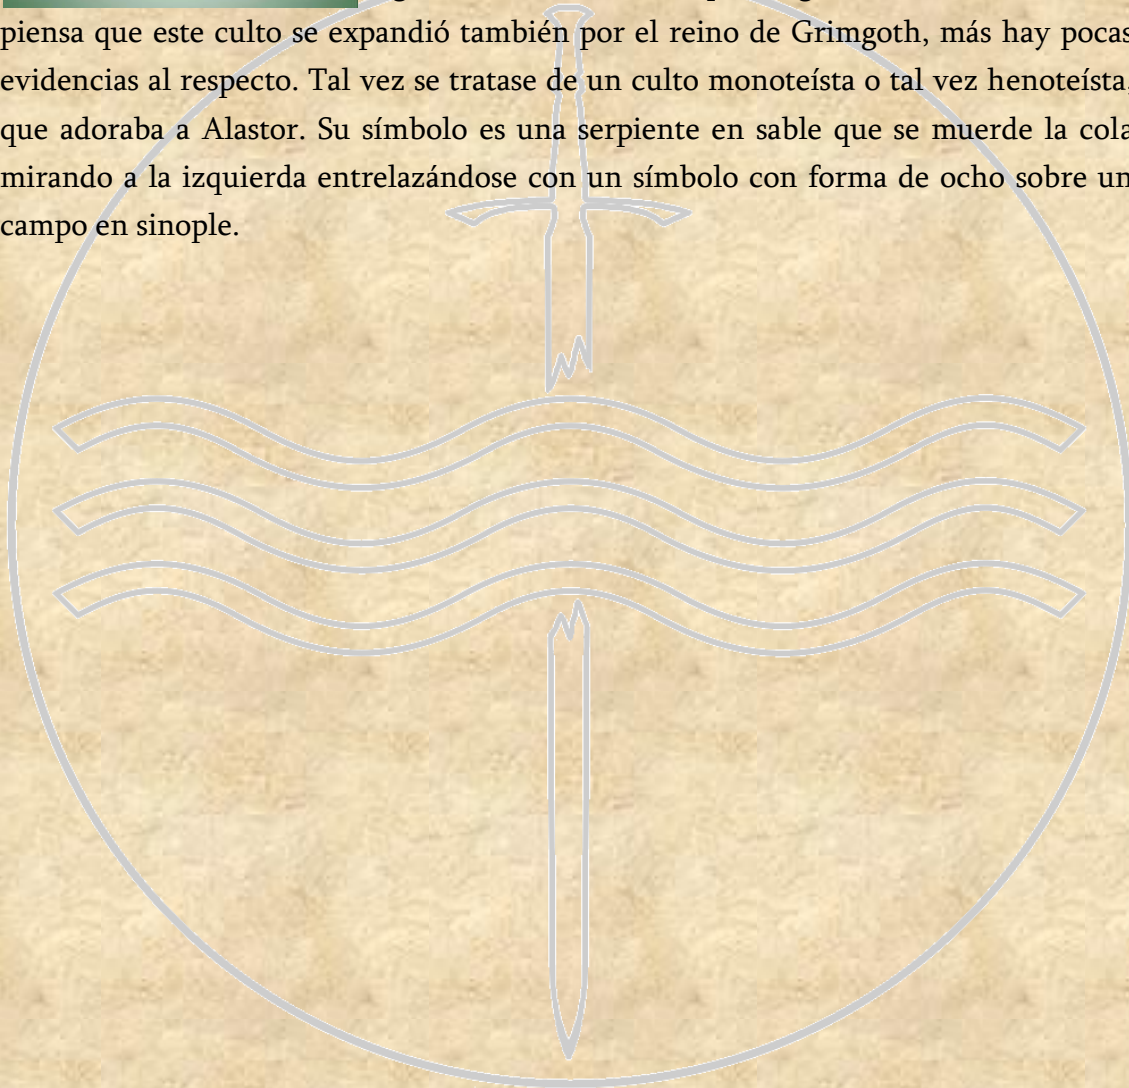 piensa que este culto se expandió también por el reino de Grimgoth, más hay pocas
evidencias al respecto. Tal vez se tratase de un culto monoteísta o tal vez henoteísta,
que adoraba a Alastor. Su símbolo es una serpiente en sable que se muerde la cola
mirando a la izquierda entrelazándose con un símbolo con forma de ocho sobre un
campo en sinople.